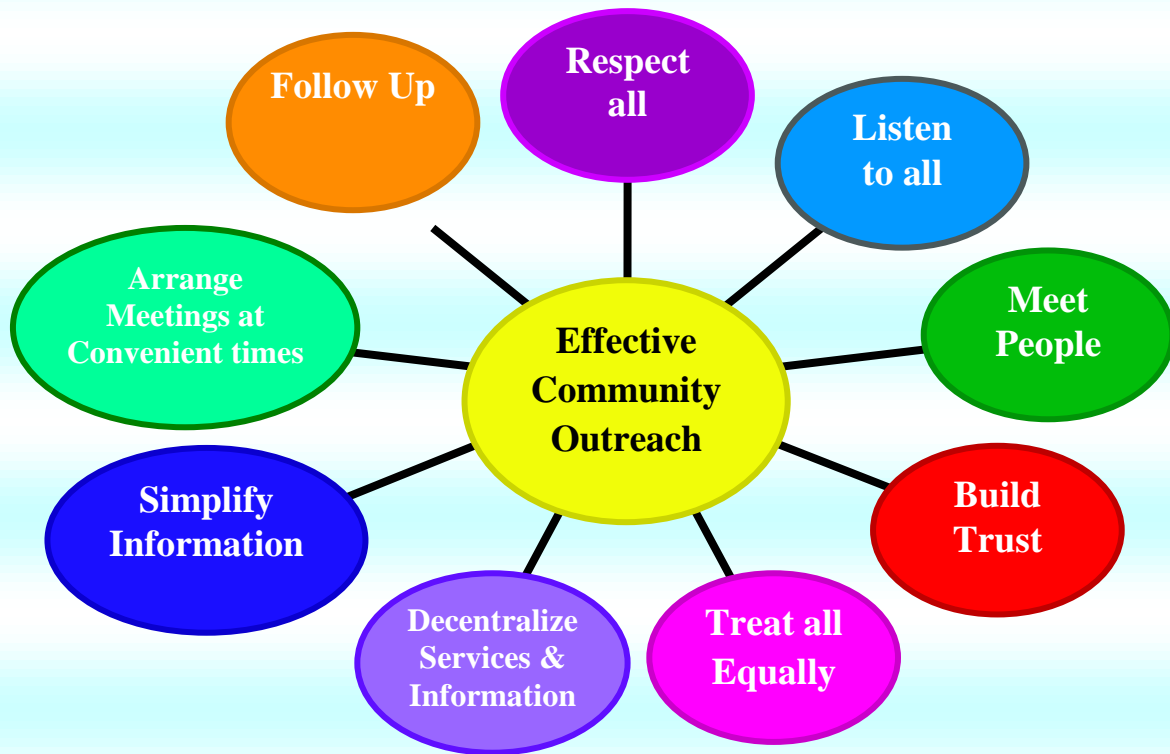 Follow Up
Respect
all
Listen
to all
Arrange
Meetings at
Convenient times
Meet
People
Effective
Community
Outreach
Simplify
Information
Build
Trust
Decentralize
Services &
Information
Treat all
Equally